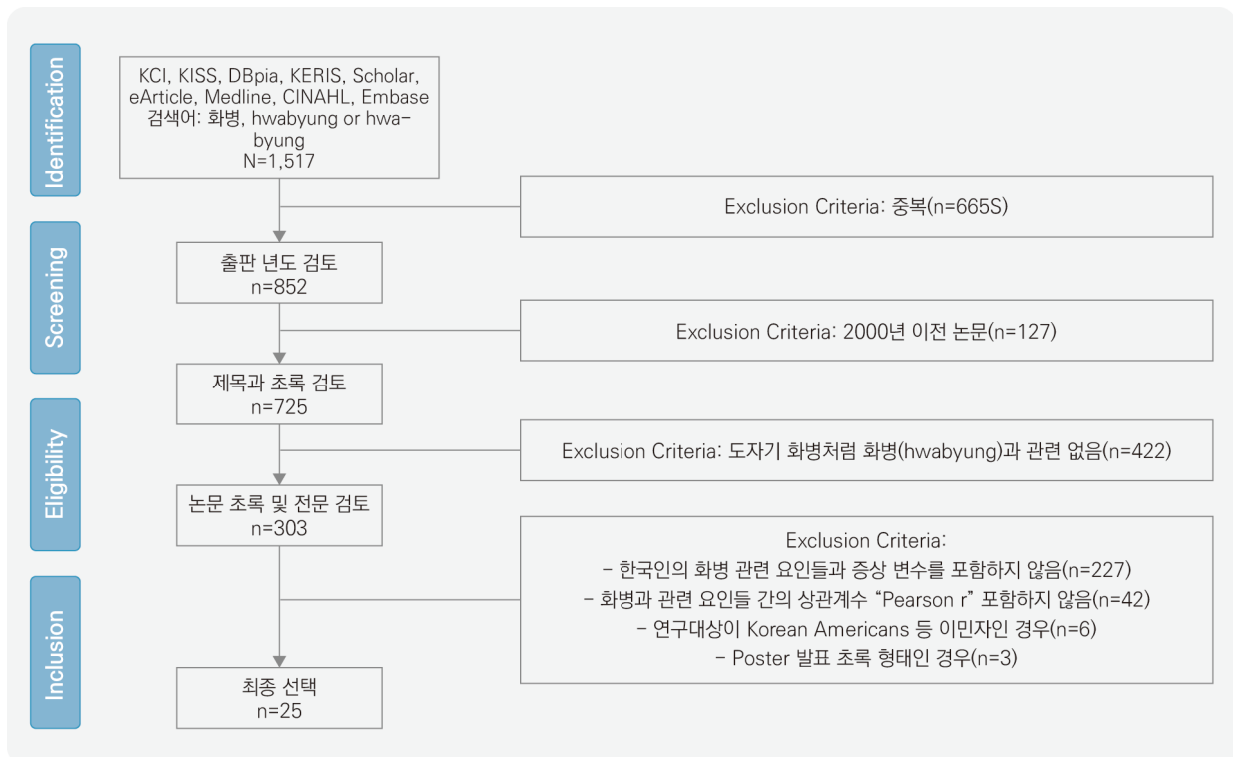 Identification
KCI, KISS, DBpia, KERIS, Scholar,
eArticle, Medline, CINAHL, Embase
검색어: 화병, hwabyung or hwa-
byung
N=1,517
Exclusion Criteria: 중복(n=665S)
Screening
출판 년도 검토
n=852
Exclusion Criteria: 2000년 이전 논문(n=127)
제목과 초록 검토
n=725
Eligibility
Exclusion Criteria: 도자기 화병처럼 화병(hwabyung)과 관련 없음(n=422)
논문 초록 및 전문 검토
n=303
Exclusion Criteria:
- 한국인의 화병 관련 요인들과 증상 변수를 포함하지 않음(n=227)
- 화병과 관련 요인들 간의 상관계수 “Pearson r” 포함하지 않음(n=42)
- 연구대상이 Korean Americans 등 이민자인 경우(n=6)
- Poster 발표 초록 형태인 경우(n=3)
Inclusion
최종 선택
n=25